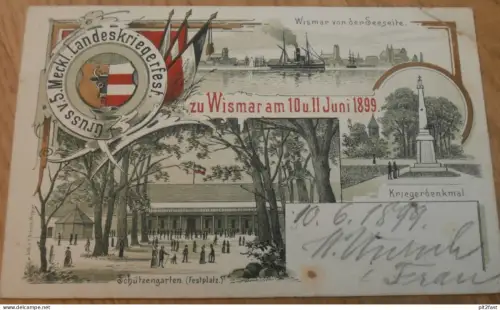 Gruss v. 5. Meckl. Landeskriegerfest
Wismar von der Seeseite.
zu Wismar am 10 u. 11 Juni 1899.
Kriegerdenkmal
Schützengarten. (Festplatz.)
10. 6. 1899
Frau